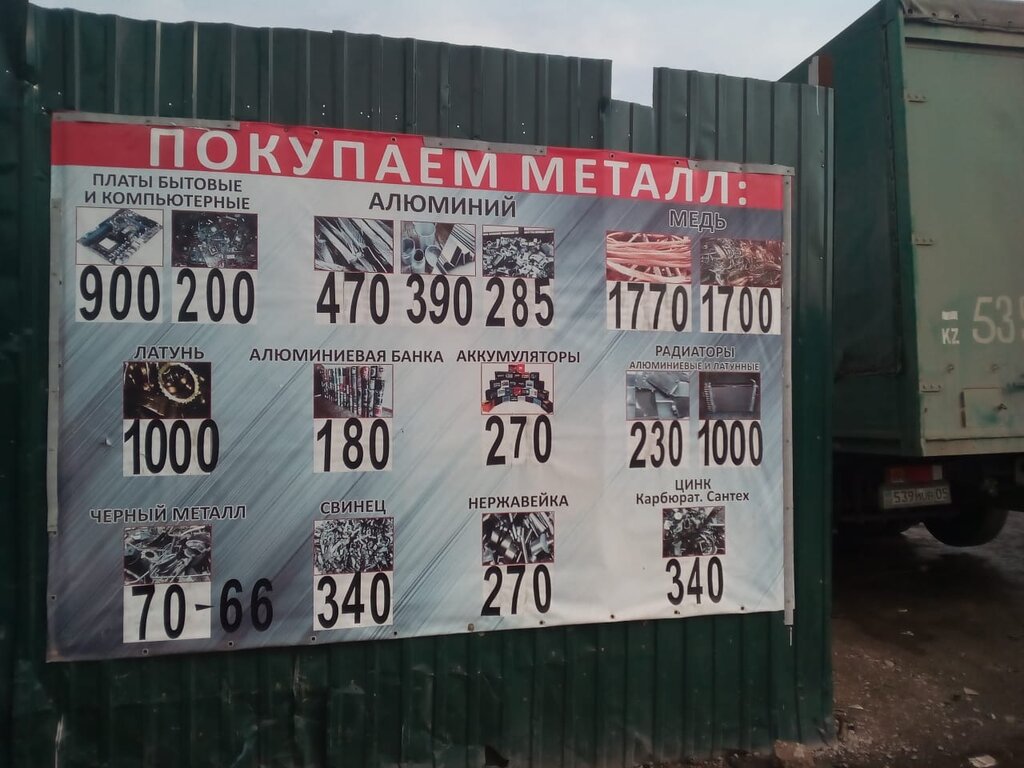 ПОКУПАЕМ МЕТАЛЛ:
ПЛАТЫ БЫТОВЫЕ
И КОМПЬЮТЕРНЫЕ
900 200
АЛЮМИНИЙ
470 390 285
МЕДЬ
1770 1700
ЛАТУНЬ
1000
АЛЮМИНИЕВАЯ БАНКА
180
АККУМУЛЯТОРЫ
270
РАДИАТОРЫ
АЛЮМИНИЕВЫЕ И ЛАТУННЫЕ
230 1000
ЧЕРНЫЙ МЕТАЛЛ
70-66
СВИНЕЦ
340
НЕРЖАВЕЙКА
270
ЦИНК
Карбюрат. Сантех
340
KZ